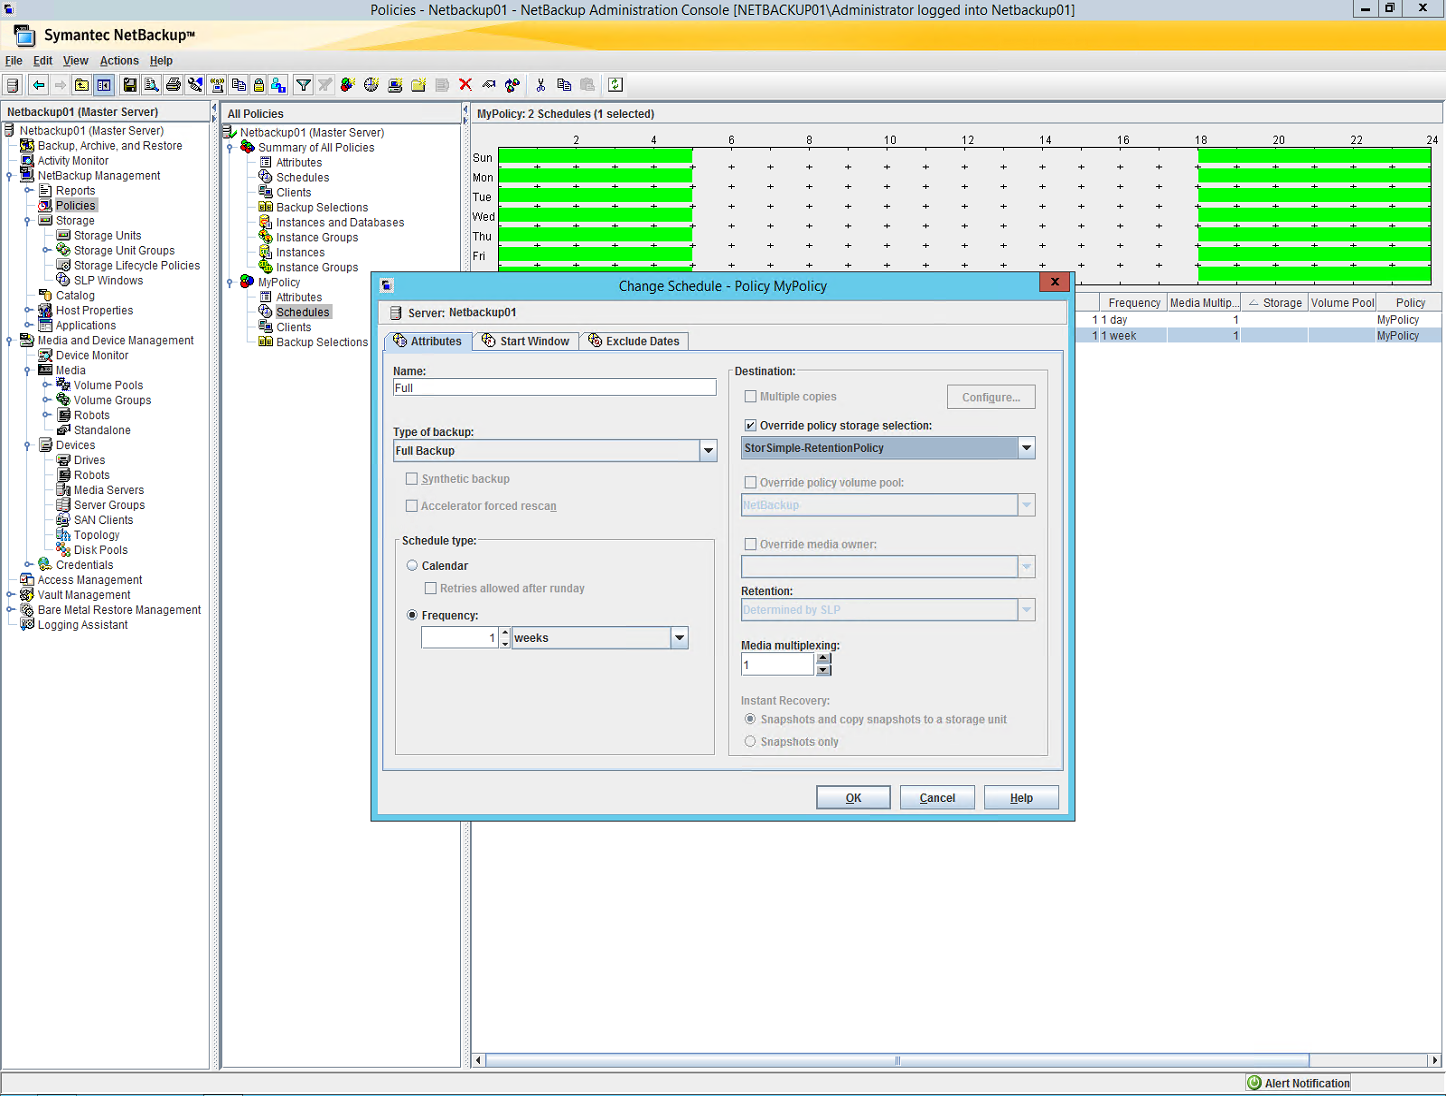 Policies - Netbackup01 - NetBackup Administration Console [NETBACKUP01\Administrator logged into Netbackup01]
Symantec NetBackup™
File Edit View Actions Help
Netbackup01 (Master Server)
Netbackup01 (Master Server)
Backup, Archive, and Restore
Activity Monitor
NetBackup Management
Reports
Policies
Storage
Storage Units
Storage Unit Groups
Storage Lifecycle Policies
SLP Windows
Catalog
Host Properties
Applications
Media and Device Management
Device Monitor
Media
Volume Pools
Volume Groups
Robots
Standalone
Devices
Drives
Robots
Media Servers
Server Groups
SAN Clients
Topology
Disk Pools
Credentials
Access Management
Vault Management
Bare Metal Restore Management
Logging Assistant
All Policies
Netbackup01 (Master Server)
Summary of All Policies
Attributes
Schedules
Clients
Backup Selections
Instances and Databases
Instance Groups
Instances
Instance Groups
MyPolicy
Attributes
Schedules
Clients
Backup Selections
MyPolicy: 2 Schedules (1 selected)
2 4 6 8 10 12 14 16 18 20 22 24
Sun
Mon
Tue
Wed
Thu
Fri
Frequency Media Multip... Storage Volume Pool Policy
1 1 day 1 MyPolicy
1 1 week 1 MyPolicy
Change Schedule - Policy MyPolicy
Server: Netbackup01
Attributes Start Window Exclude Dates
Name:
Full
Type of backup:
Full Backup
Synthetic backup
Accelerator forced rescan
Schedule type:
Calendar
Retries allowed after runday
Frequency:
1 weeks
Destination:
Multiple copies Configure...
Override policy storage selection:
StorSimple-RetentionPolicy
Override policy volume pool:
NetBackup
Override media owner:
Retention:
Determined by SLP
Media multiplexing:
1
Instant Recovery:
Snapshots and copy snapshots to a storage unit
Snapshots only
OK Cancel Help
Alert Notification